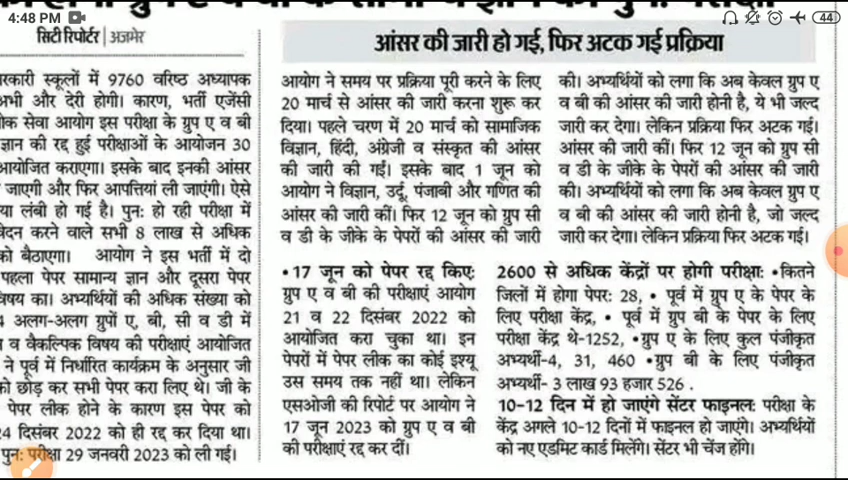 4:48 PM
44
सिटी रिपोर्टर | अजमेर
रकारी स्कूलों में 9760 वरिष्ठ अध्यापक
अभी और देरी होगी। कारण, भर्ती एजेंसी
ोक सेवा आयोग इस परीक्षा के ग्रुप ए व बी
ज्ञान की रद्द हुई परीक्षाओं के आयोजन 30
आयोजित कराएगा। इसके बाद इनकी आंसर
जाएगी और फिर आपत्तियां ली जाएंगी। ऐसे
या लंबी हो गई है। पुन: हो रही परीक्षा में
वेदन करने वाले सभी 8 लाख से अधिक
को बैठाएगा। आयोग ने इस भर्ती में दो
पहला पेपर सामान्य ज्ञान और दूसरा पेपर
वेषय का। अभ्यर्थियों की अधिक संख्या को
4 अलग-अलग ग्रुपों ए, बी, सी व डी में
न व वैकल्पिक विषय की परीक्षाएं आयोजित
ने पूर्व में निर्धारित कार्यक्रम के अनुसार जी
को छोड़ कर सभी पेपर करा लिए थे। जी के
पेपर लीक होने के कारण इस पेपर को
24 दिसंबर 2022 को ही रद्द कर दिया था।
पुन: परीक्षा 29 जनवरी 2023 को ली गई।
आंसर की जारी हो गई, फिर अटक गई प्रक्रिया
आयोग ने समय पर प्रक्रिया पूरी करने के लिए
20 मार्च से आंसर की जारी करना शुरू कर
दिया। पहले चरण में 20 मार्च को सामाजिक
विज्ञान, हिंदी, अंग्रेजी व संस्कृत की आंसर
की जारी की गई। इसके बाद 1 जून को
आयोग ने विज्ञान, उर्दू, पंजाबी और गणित की
आंसर की जारी कीं। फिर 12 जून को ग्रुप सी
व डी के जीके के पेपरों की आंसर की जारी
की। अभ्यर्थियों को लगा कि अब केवल ग्रुप ए
व बी की आंसर की जारी होनी है, ये भी जल्द
जारी कर देगा। लेकिन प्रक्रिया फिर अटक गई।
आंसर की जारी कीं। फिर 12 जून को ग्रुप सी
व डी के जीके के पेपरों की आंसर की जारी
की। अभ्यर्थियों को लगा कि अब केवल ग्रुप ए
व बी की आंसर की जारी होनी है, जो जल्द
जारी कर देगा। लेकिन प्रक्रिया फिर अटक गई।
•17 जून को पेपर रद्द किए:
ग्रुप ए व बी की परीक्षाएं आयोग
21 व 22 दिसंबर 2022 को
आयोजित करा चुका था। इन
पेपरों में पेपर लीक का कोई इश्यू
उस समय तक नहीं था। लेकिन
एसओजी की रिपोर्ट पर आयोग ने
17 जून 2023 को ग्रुप ए व बी
की परीक्षाएं रद्द कर दीं।
2600 से अधिक केंद्रों पर होगी परीक्षा: •कितने
जिलों में होगा पेपर: 28, • पूर्व में ग्रुप ए के पेपर के
लिए परीक्षा केंद्र, • पूर्व में ग्रुप बी के पेपर के लिए
परीक्षा केंद्र थे-1252, •ग्रुप ए के लिए कुल पंजीकृत
अभ्यर्थी-4, 31, 460 •ग्रुप बी के लिए पंजीकृत
अभ्यर्थी- 3 लाख 93 हजार 526 .
10-12 दिन में हो जाएंगे सेंटर फाइनल: परीक्षा के
केंद्र अगले 10-12 दिनों में फाइनल हो जाएंगे। अभ्यर्थियों
को नए एडमिट कार्ड मिलेंगे। सेंटर भी चेंज होंगे।